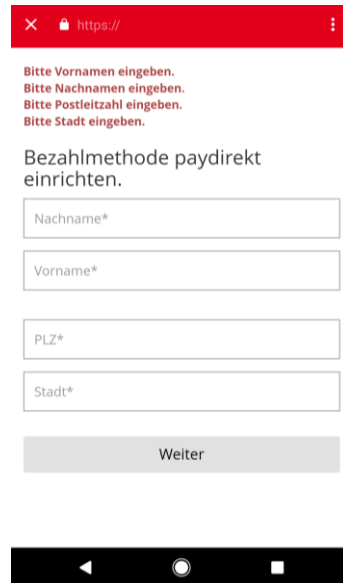 https://
Bitte Vornamen eingeben.
Bitte Nachnamen eingeben.
Bitte Postleitzahl eingeben.
Bitte Stadt eingeben.
Bezahlmethode paydirekt
einrichten.
Nachname*
Vorname*
PLZ*
Stadt*
Weiter